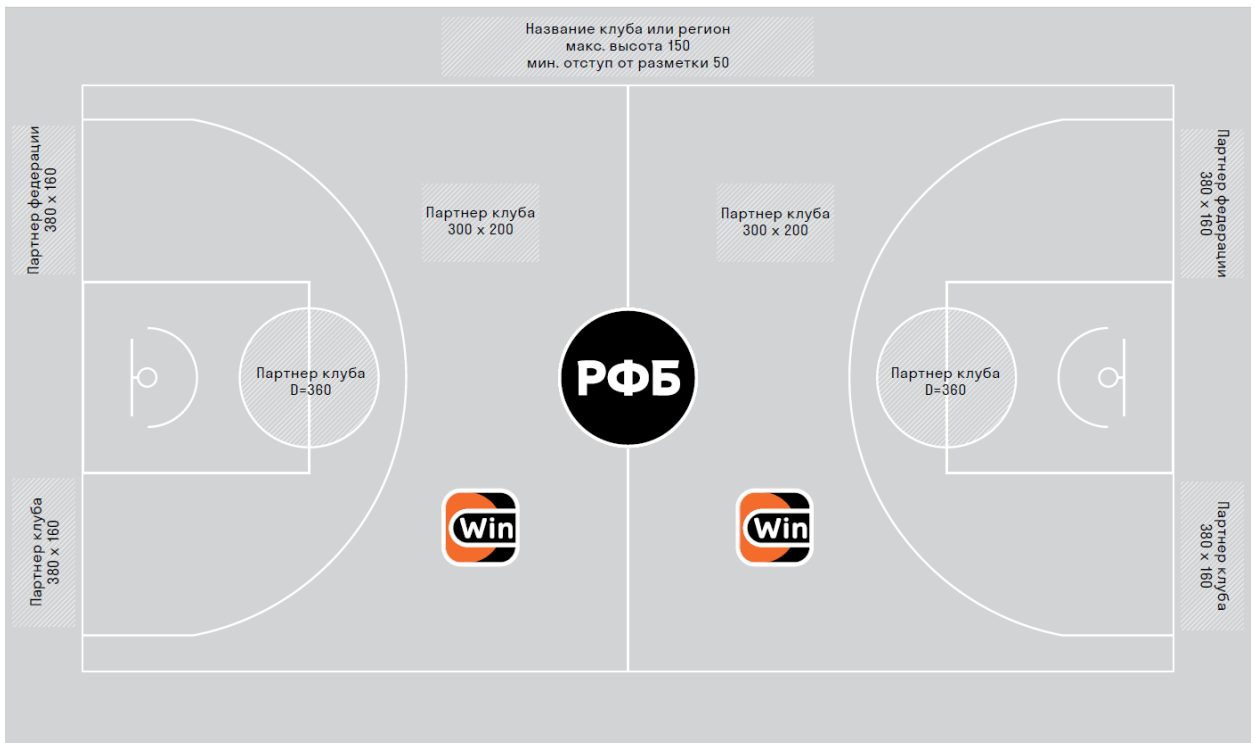 Название клуба или регион
макс. высота 150
мин. отступ от разметки 50
Партнер федерации
380 x 160
Партнер клуба
300 x 200
Партнер клуба
300 x 200
Партнер федерации
380 x 160
Партнер клуба
D=360
РФБ
Партнер клуба
D=360
Партнер клуба
380 x 160
Win
Win
Партнер клуба
380 x 160